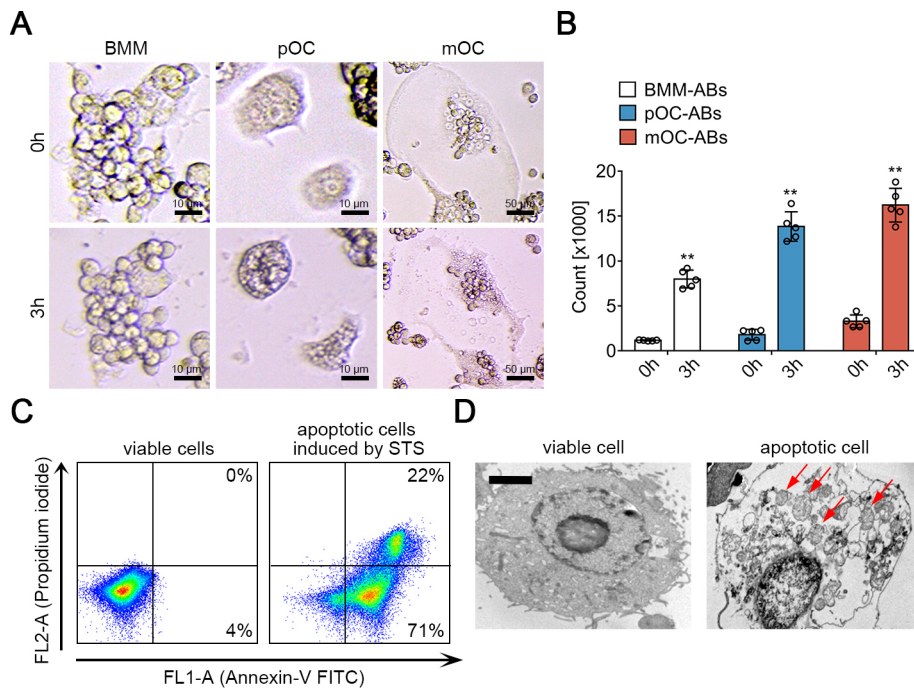 A
BMM
pOC
mOC
0h
10 µm
10 µm
50 µm
3h
10 µm
10 µm
50 µm
B
BMM-ABs
pOC-ABs
mOC-ABs
Count [x1000]
20
15
10
5
0
**
**
**
0h
3h
0h
3h
0h
3h
C
viable cells
apoptotic cells
induced by STS
FL2-A (Propidium iodide)
0%
4%
22%
71%
FL1-A (Annexin-V FITC)
D
viable cell
apoptotic cell